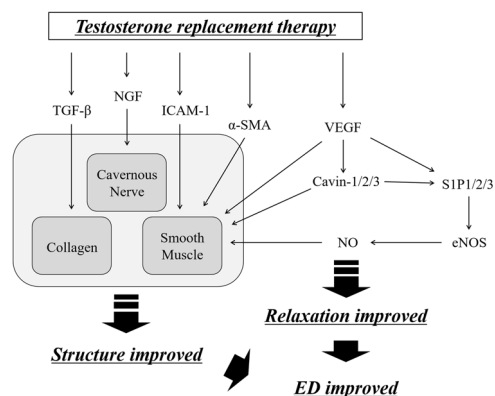 Testosterone replacement therapy
TGF-β
NGF
ICAM-1
α-SMA
VEGF
Cavernous
Nerve
Cavin-1/2/3
S1P1/2/3
Collagen
Smooth
Muscle
NO
eNOS
Relaxation improved
Structure improved
ED improved